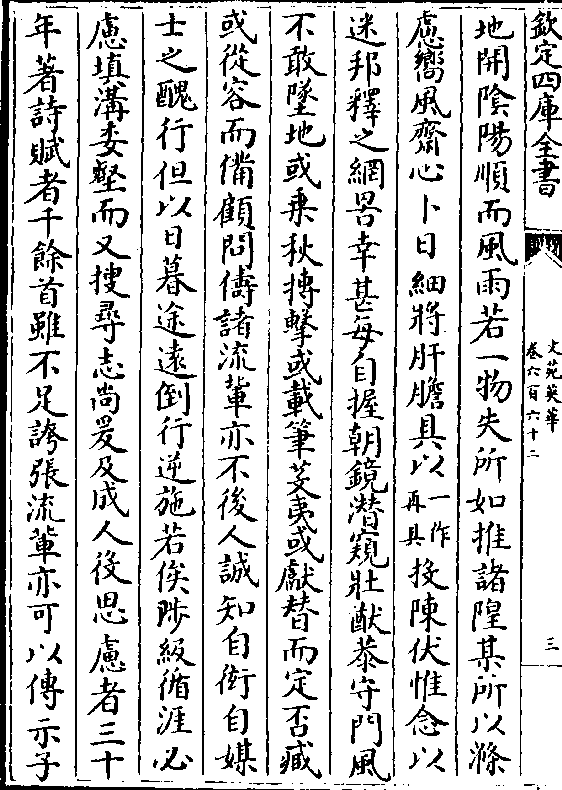 欽定四庫全書
文苑英華
卷六百六十二
三
地開陰陽順而風雨若一物失所如推諸隍某所以滌
慮嚮風齋心卜日細將肝膽具以一作再具投陳伏惟念以
迷邦釋之網罟幸甚每自握朝鏡潛窺壯猷恭守門風
不敢墜地或乗秋摶擊或載筆芟夷或獻替而定否臧
或從容而備顧問儔諸流輩亦不後人誠知自衒自媒
士之醜行但以日暮途遠倒行逆施若俟陟級循涯必
慮填溝委壑而又搜尋志尚爰及成人後思慮者三十
年著詩賦者千餘首雖不足誇張流輩亦可以傳示子